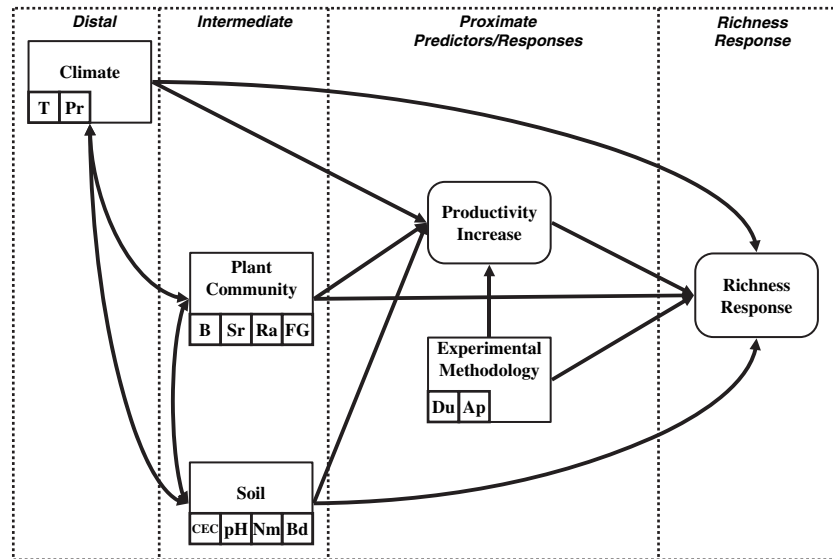 Distal
Intermediate
Proximate
Predictors/Responses
Richness
Response
Climate
T Pr
Productivity
Increase
Plant
Community
B Sr Ra FG
Richness
Response
Experimental
Methodology
Du Ap
Soil
CEC pH Nm Bd